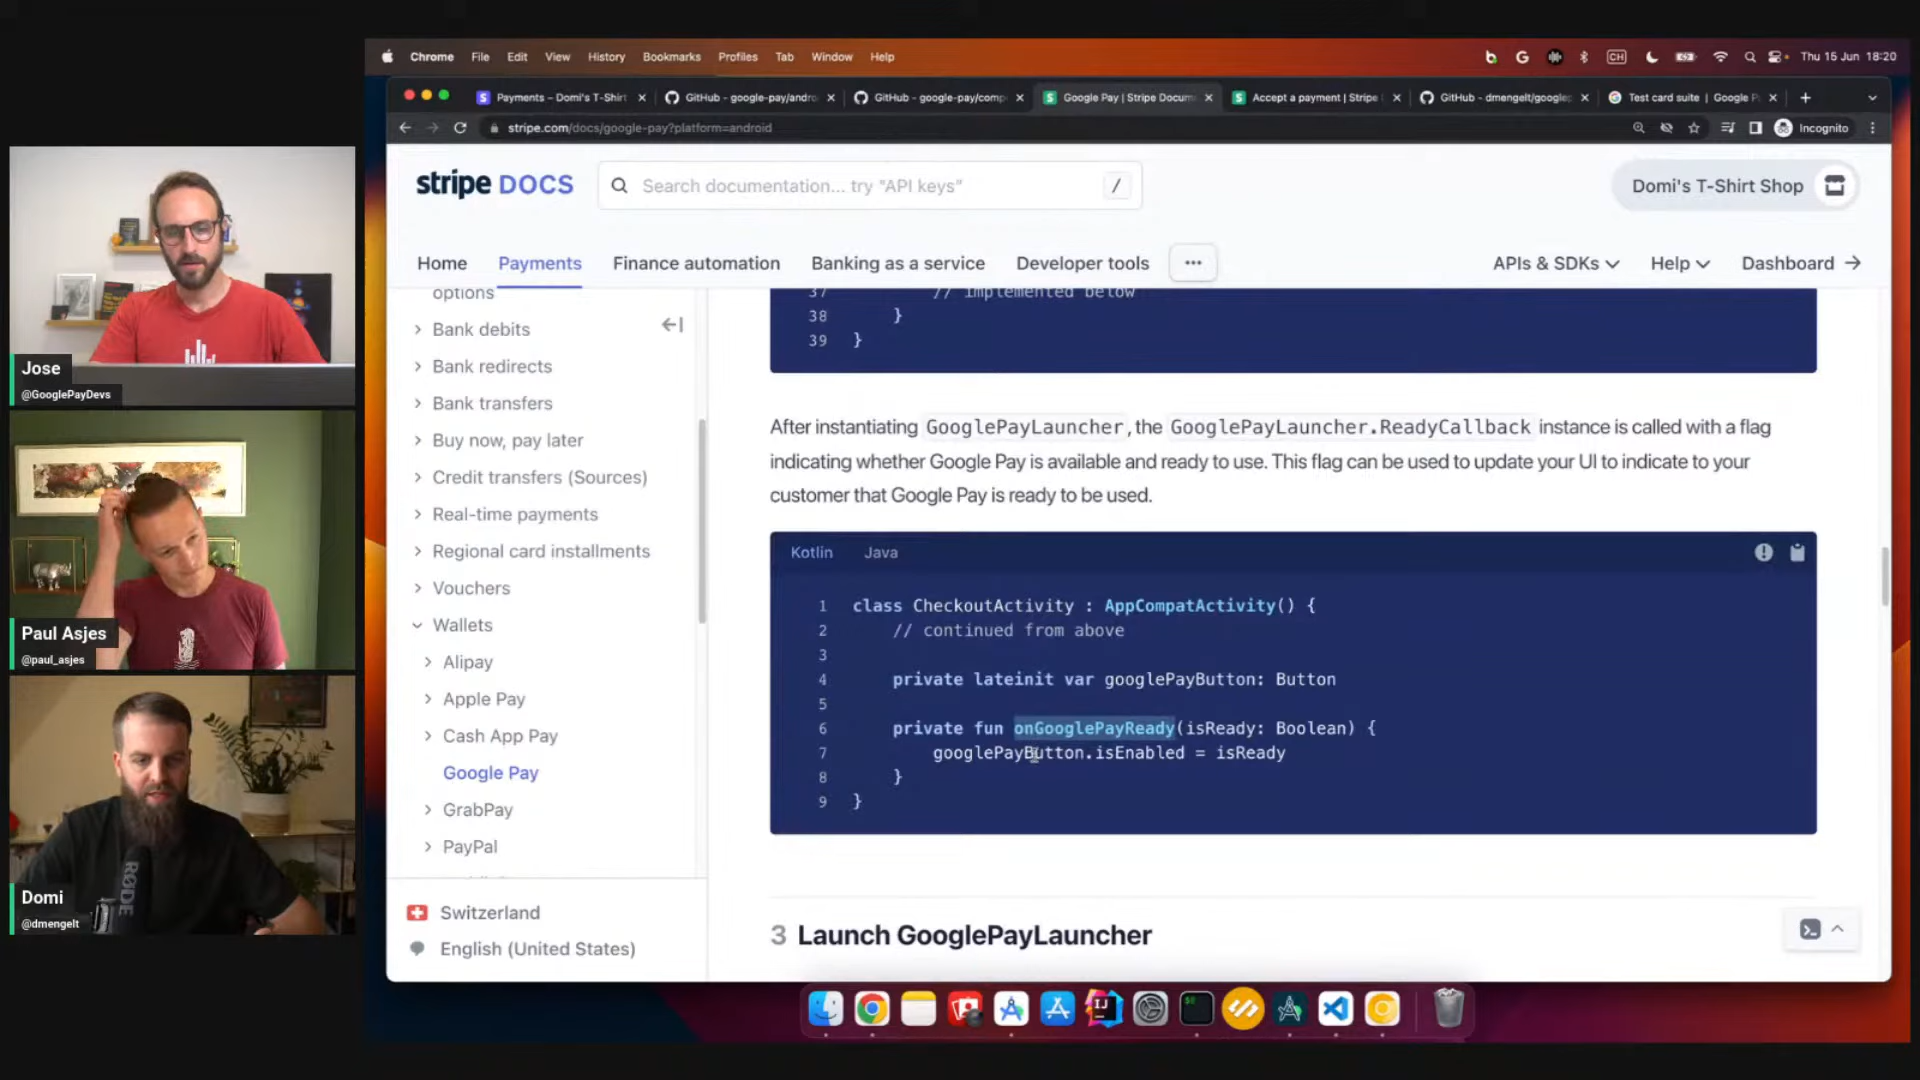 Chrome File Edit View History Bookmarks Profiles Tab Window Help
CH
Thu 15 Jun 18:20
Payments – Domi's T-Shirt
GitHub - google-pay/andro
GitHub - google-pay/comp
Google Pay | Stripe Docum
Accept a payment | Stripe
GitHub - dmengelt/google
Test card suite | Google P
stripe.com/docs/google-pay?platform=android
Incognito
stripe DOCS
Search documentation... try "API keys"
/
Domi's T-Shirt Shop
Home Payments Finance automation Banking as a service Developer tools ...
APIs & SDKs Help Dashboard →
options
Bank debits
Bank redirects
Bank transfers
Buy now, pay later
Credit transfers (Sources)
Real-time payments
Regional card installments
Vouchers
Wallets
Alipay
Apple Pay
Cash App Pay
Google Pay
GrabPay
PayPal
Switzerland
English (United States)
37 // implemented below
38 }
39 }
After instantiating GooglePayLauncher, the GooglePayLauncher.ReadyCallback instance is called with a flag
indicating whether Google Pay is available and ready to use. This flag can be used to update your UI to indicate to your
customer that Google Pay is ready to be used.
Kotlin Java
1 class CheckoutActivity : AppCompatActivity() {
2 // continued from above
3
4 private lateinit var googlePayButton: Button
5
6 private fun onGooglePayReady(isReady: Boolean) {
7 googlePayButton.isEnabled = isReady
8 }
9 }
3 Launch GooglePayLauncher
Jose
@GooglePayDevs
Paul Asjes
@paul_asjes
Domi
@dmengelt
RØDE